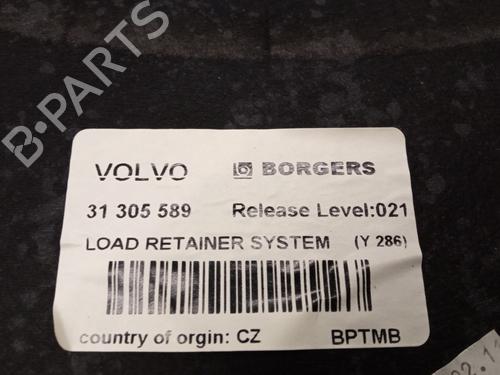 VOLVO BORGERS
31 305 589 Release Level:021
LOAD RETAINER SYSTEM (Y 286)
country of orgin: CZ BPTMB
B-PARTS